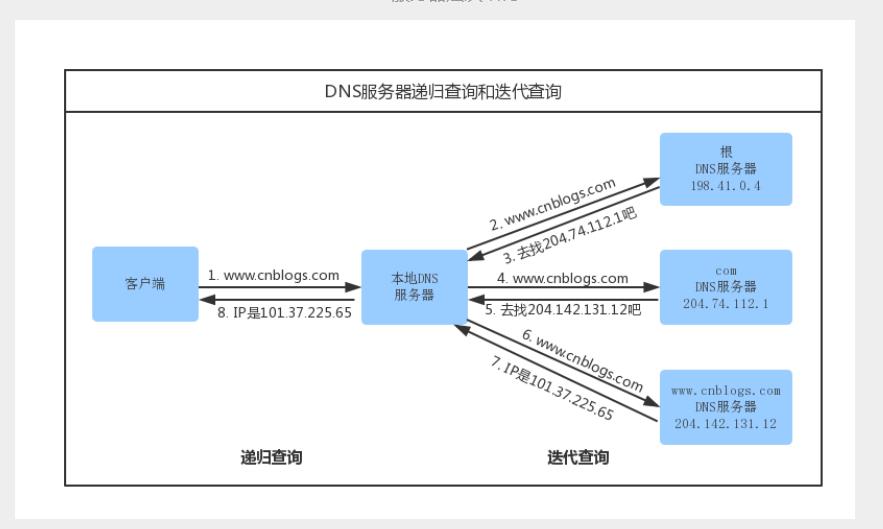 DNS服务器递归查询和迭代查询
根
DNS服务器
198.41.0.4
2. www.cnblogs.com
3. 去找204.74.112.1吧
客户端
1. www.cnblogs.com
8. IP是101.37.225.65
本地DNS
服务器
4. www.cnblogs.com
5. 去找204.142.131.12吧
com
DNS服务器
204.74.112.1
6. www.cnblogs.com
7. IP是101.37.225.65
www.cnblogs.com
DNS服务器
204.142.131.12
递归查询
迭代查询